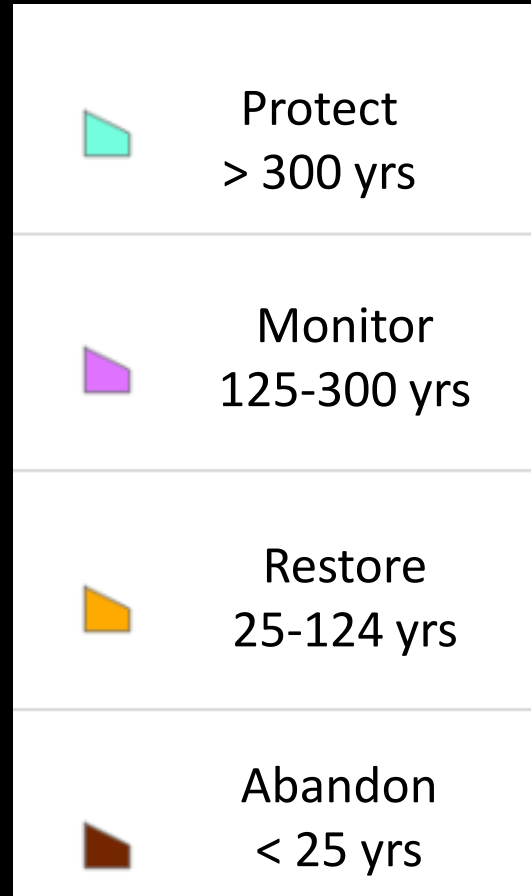 Protect
> 300 yrs
Monitor
125-300 yrs
Restore
25-124 yrs
Abandon
< 25 yrs